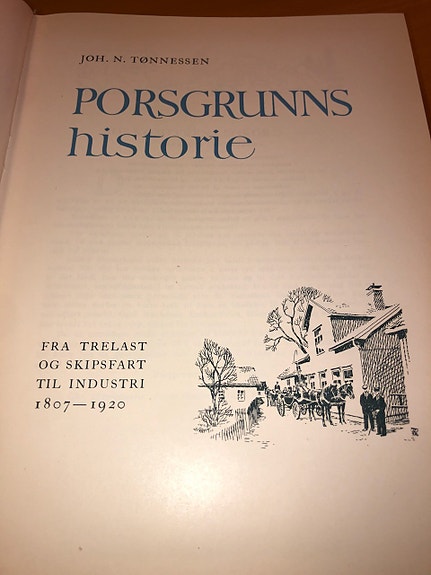 JOH. N. TØNNESSEN
PORSGRUNNS
historie
FRA TRELAST
OG SKIPSFART
TIL INDUSTRI
1807—1920